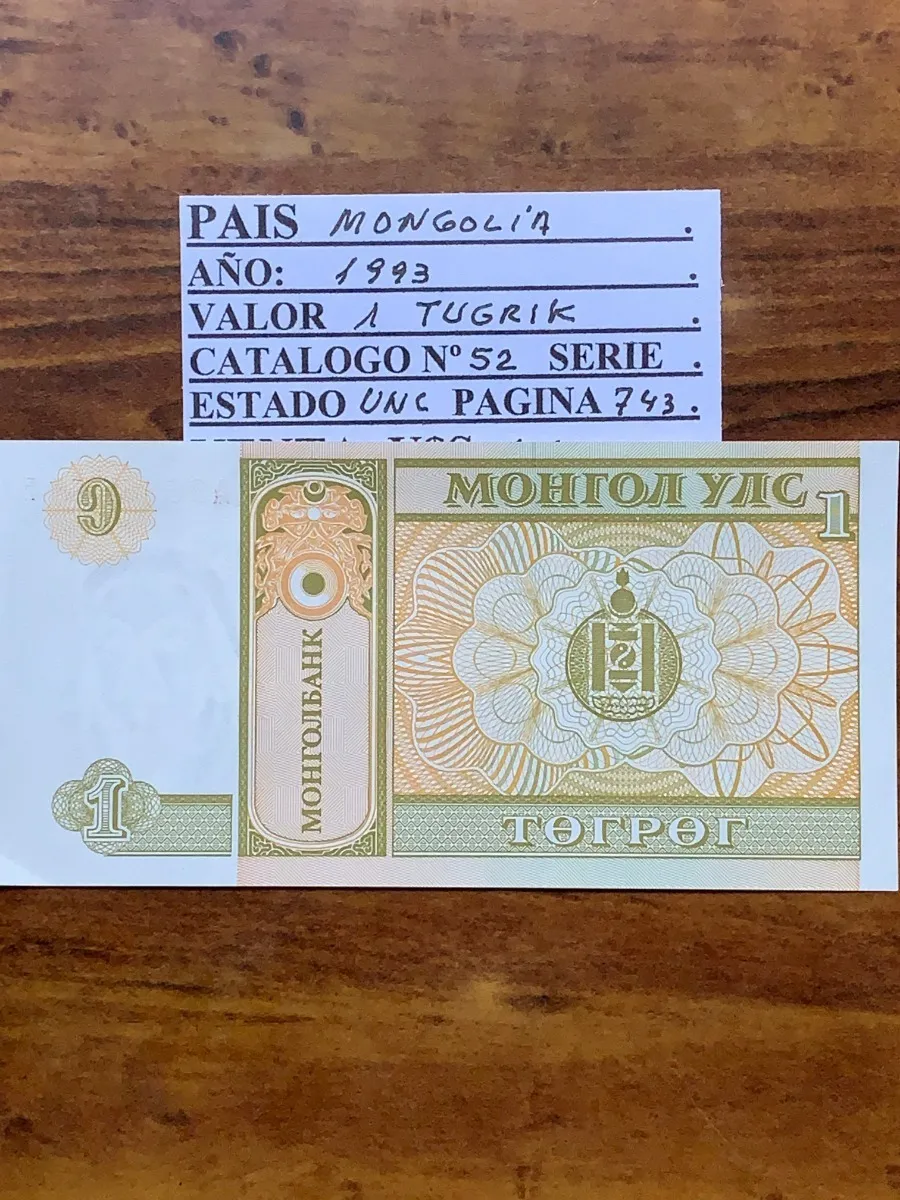 PAIS MONGOLIA .
AÑO: 1993 .
VALOR 1 TUGRIK .
CATALOGO Nº 52 SERIE .
ESTADO UNC PAGINA 743 .
МОНГОЛ УЛС 1
МОНГОЛБАНК
1
ТӨГРӨГ